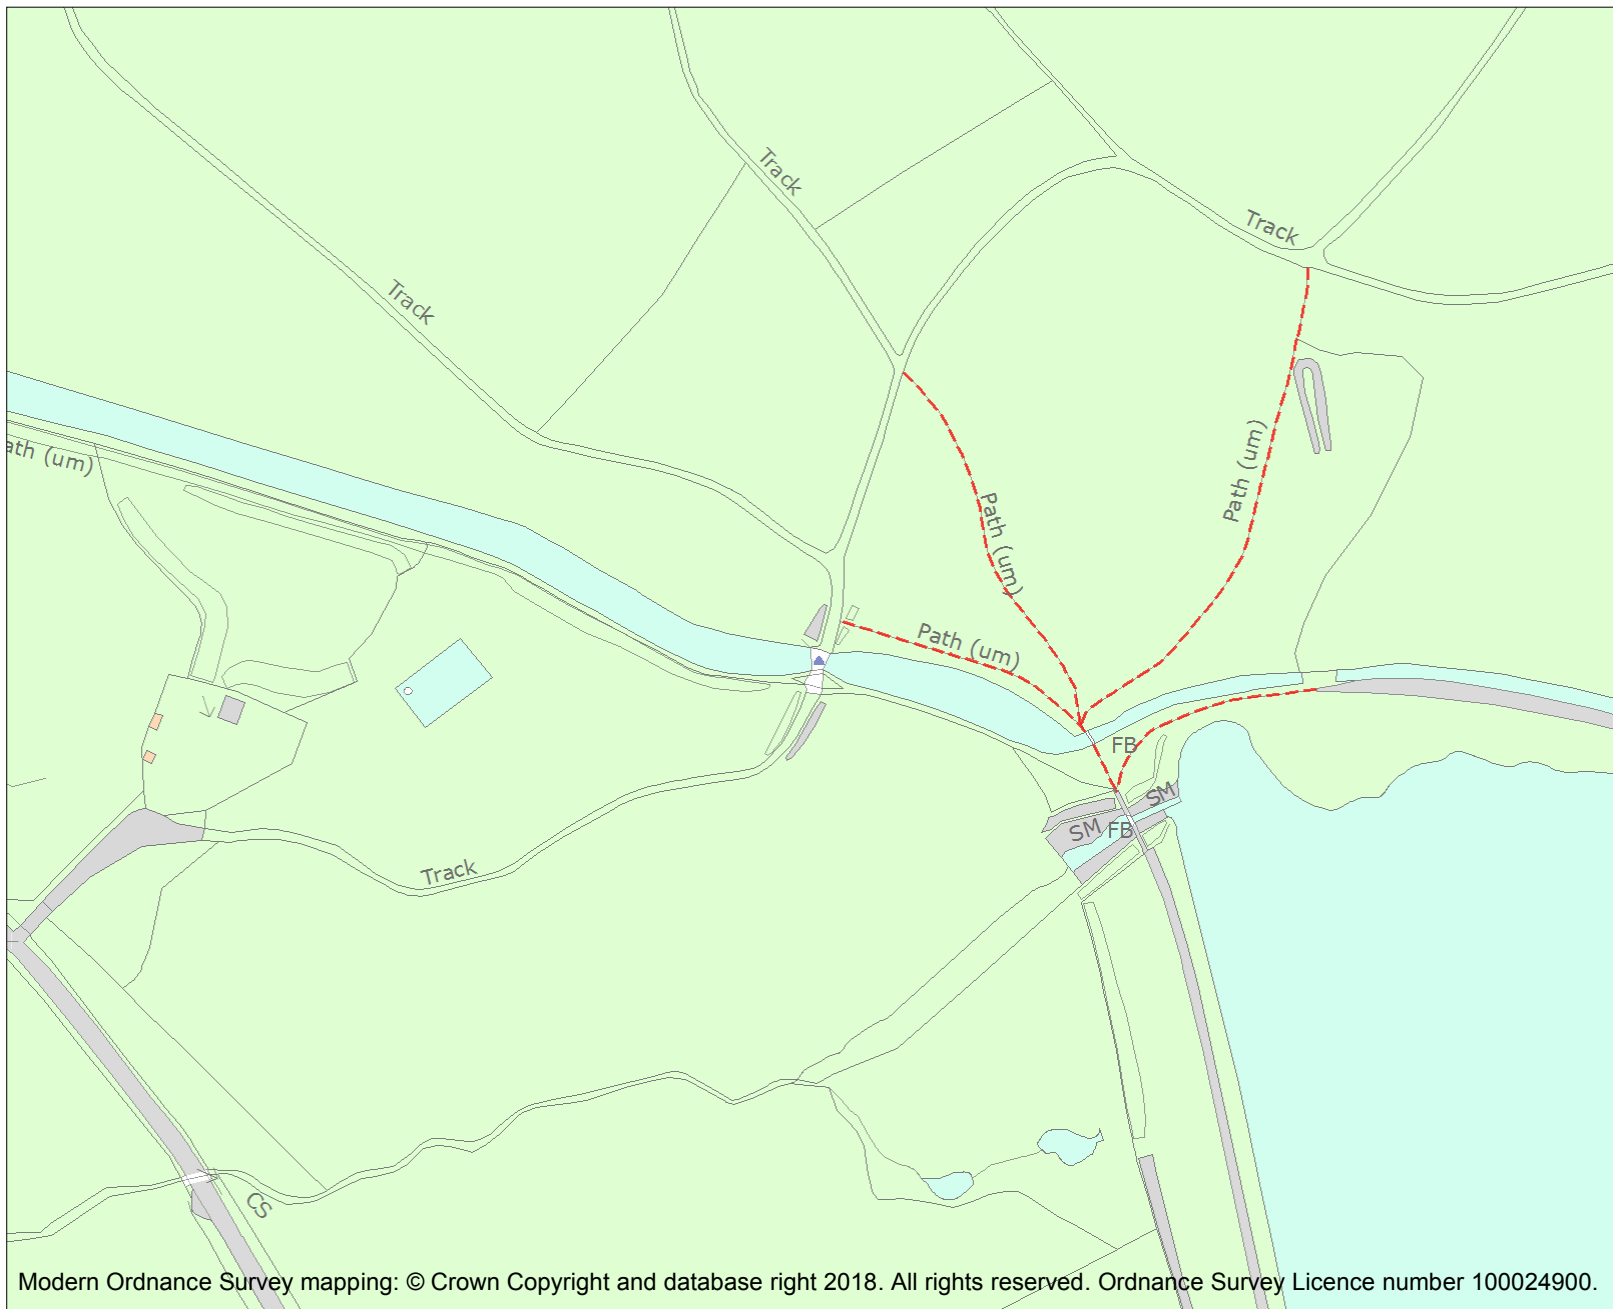 Track
Track
Track
ath (um)
Path (um)
Path (um)
Path (um)
FB
SM
SM
FB
Track
CS
Modern Ordnance Survey mapping: © Crown Copyright and database right 2018. All rights reserved. Ordnance Survey Licence number 100024900.